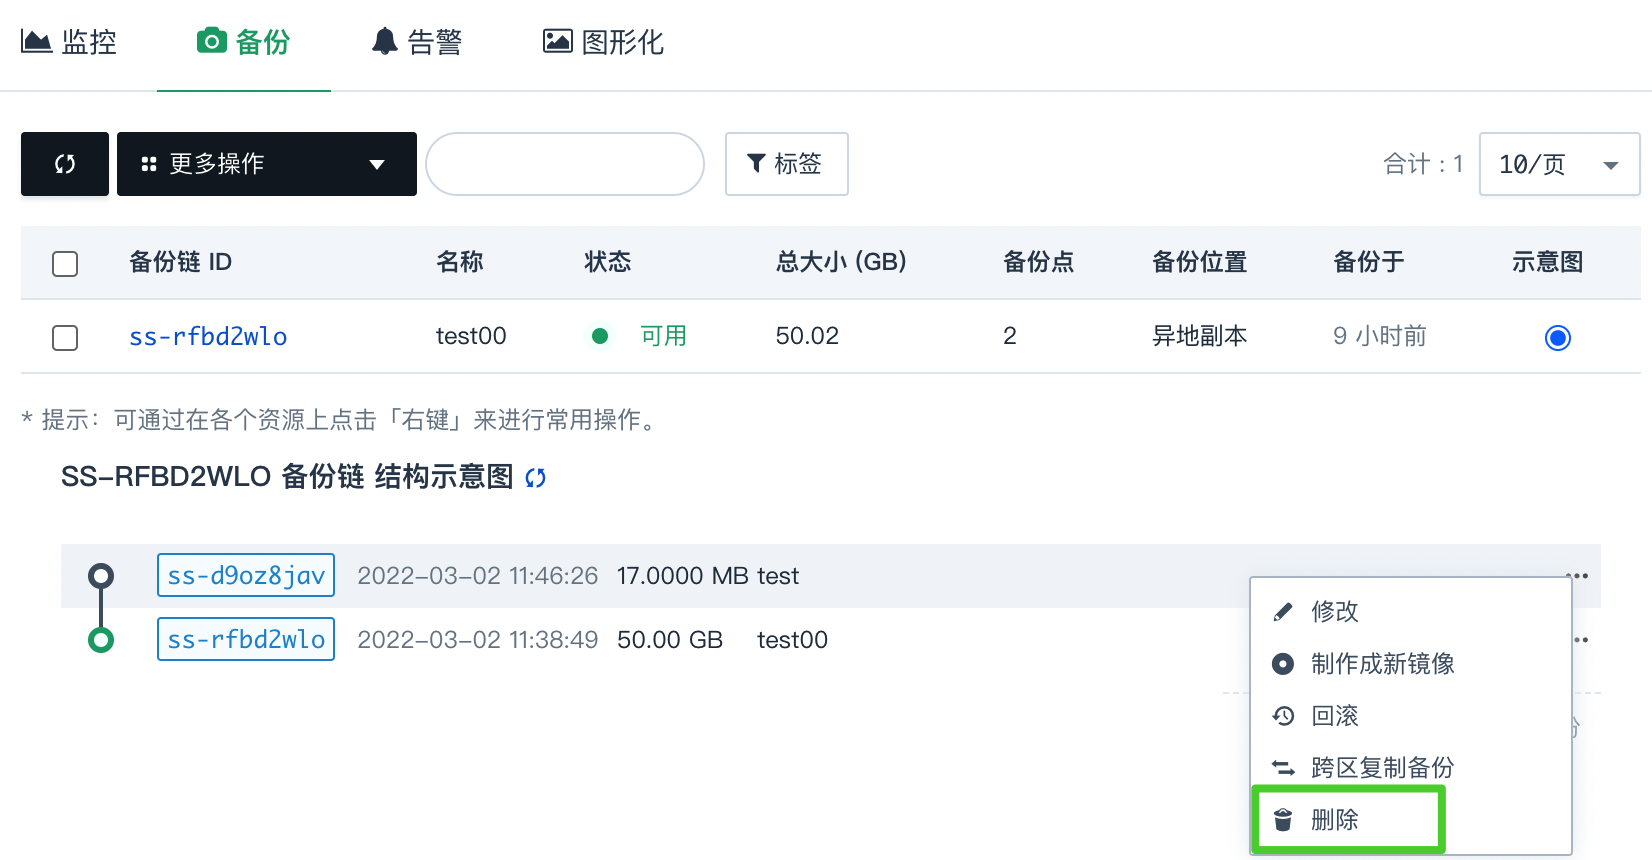 监控 备份 告警 图形化
更多操作 标签 合计 : 1 10/页
备份链 ID 名称 状态 总大小 (GB) 备份点 备份位置 备份于 示意图
ss-rfbd2wlo test00 可用 50.02 2 异地副本 9 小时前
* 提示：可通过在各个资源上点击「右键」来进行常用操作。
SS-RFBD2WLO 备份链 结构示意图
ss-d9oz8jav 2022-03-02 11:46:26 17.0000 MB test
ss-rfbd2wlo 2022-03-02 11:38:49 50.00 GB test00
修改
制作成新镜像
回滚
跨区复制备份
删除